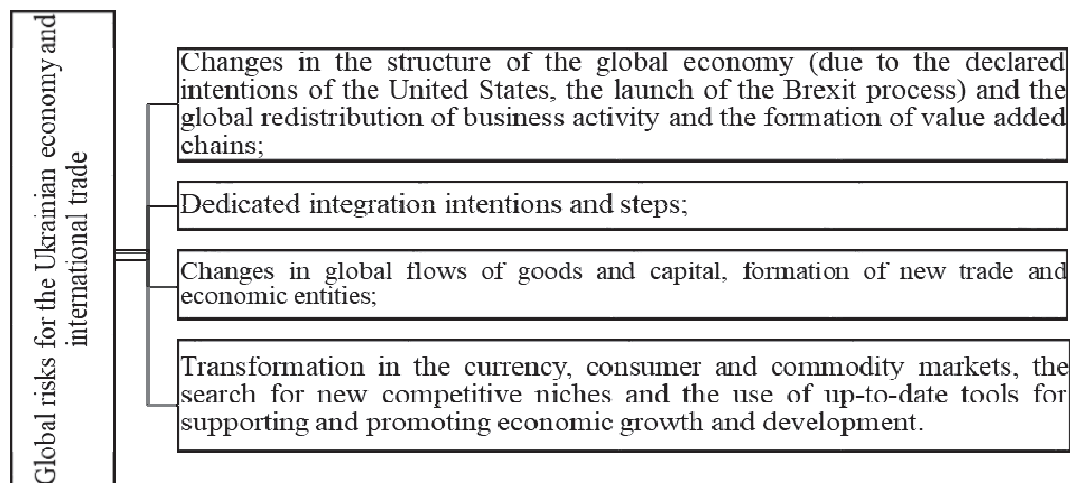 Global risks for the Ukrainian economy and
international trade
Changes in the structure of the global economy (due to the declared
intentions of the United States, the launch of the Brexit process) and the
global redistribution of business activity and the formation of value added
chains;
Dedicated integration intentions and steps;
Changes in global flows of goods and capital, formation of new trade and
economic entities;
Transformation in the currency, consumer and commodity markets, the
search for new competitive niches and the use of up-to-date tools for
supporting and promoting economic growth and development.